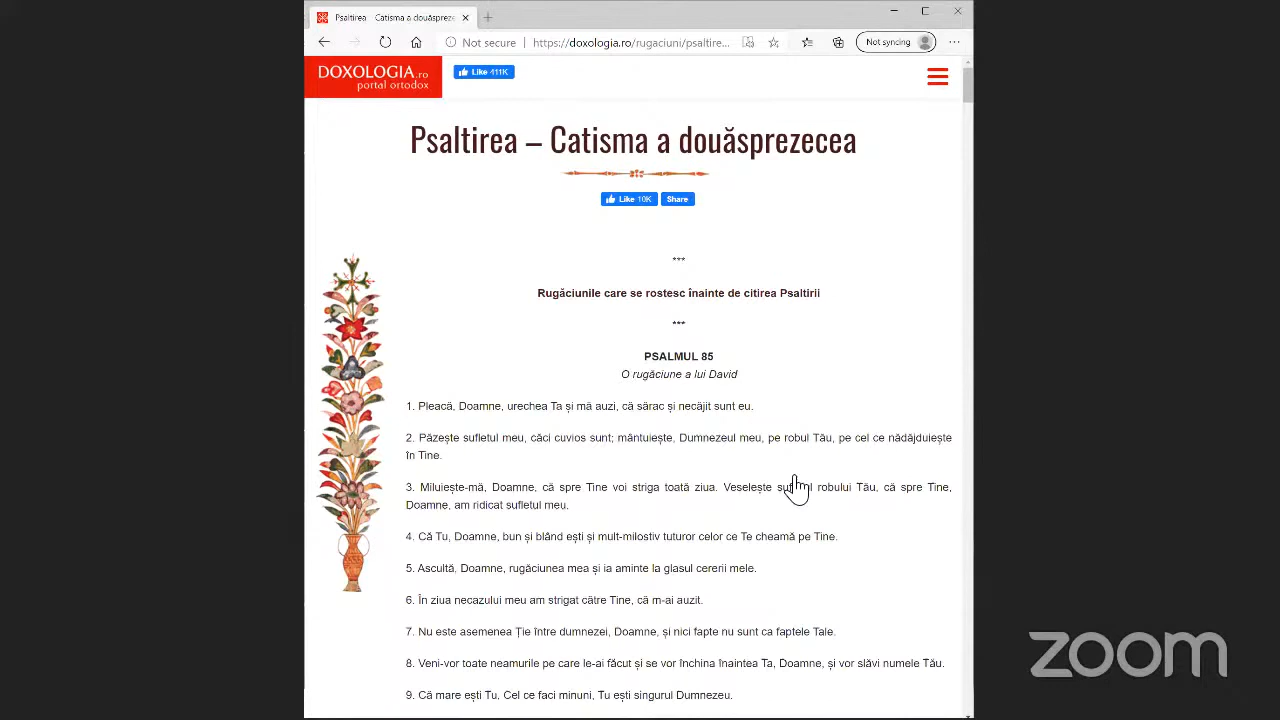 Psaltirea Catisma a douăspreze
Not secure
https://doxologia.ro/rugaciuni/psaltire...
Not syncing
DOXOLOGIA.ro
portal ortodox
Like 411K
Psaltirea – Catisma a douăsprezecea
Like 10K Share
***
Rugăciunile care se rostesc înainte de citirea Psaltirii
***
PSALMUL 85
O rugăciune a lui David
1. Pleacă, Doamne, urechea Ta și mă auzi, că sărac și necăjit sunt eu.
2. Păzește sufletul meu, căci cuvios sunt; mântuiește, Dumnezeul meu, pe robul Tău, pe cel ce nădăjduiește
în Tine.
3. Miluiește-mă, Doamne, că spre Tine voi striga toată ziua. Veselește robului Tău, că spre Tine,
Doamne, am ridicat sufletul meu.
4. Că Tu, Doamne, bun și blând ești și mult-milostiv tuturor celor ce Te cheamă pe Tine.
5. Ascultă, Doamne, rugăciunea mea și ia aminte la glasul cererii mele.
6. În ziua necazului meu am strigat către Tine, că m-ai auzit.
7. Nu este asemenea Ție între dumnezei, Doamne, și nici fapte nu sunt ca faptele Tale.
8. Veni-vor toate neamurile pe care le-ai făcut și se vor închina înaintea Ta, Doamne, și vor slăvi numele Tău.
9. Că mare ești Tu, Cel ce faci minuni, Tu ești singurul Dumnezeu.
zoom